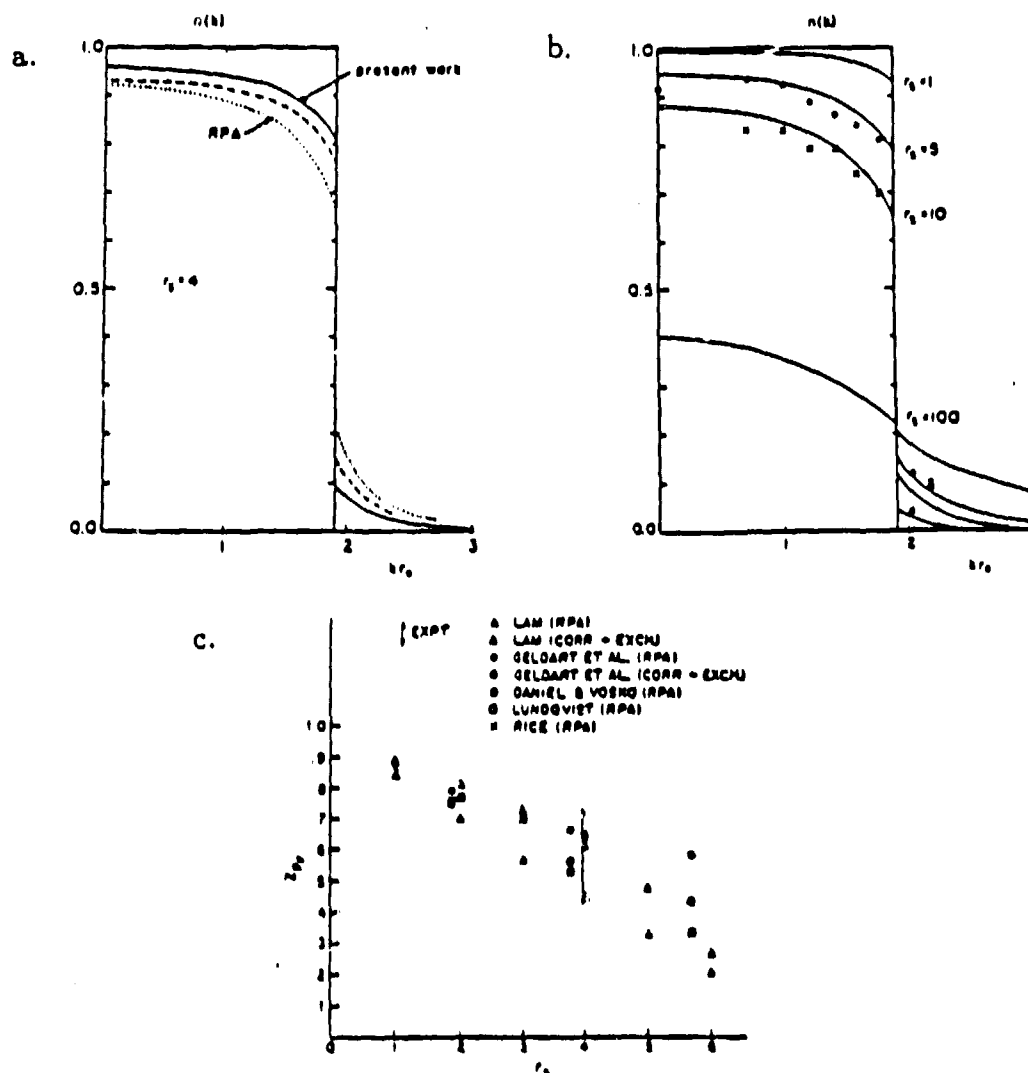 a.
n(k)
1.0
present work
RPA
r_s=4
0.5
0.0
1
2
3
kr_s
b.
n(k)
1.0
r_s=1
r_s=5
r_s=10
0.5
r_s=100
0.0
1
2
kr_s
c.
EXPT
▲ LAM (RPA)
△ LAM (CORR + EXCH)
GELDART ET AL. (RPA)
GELDART ET AL. (CORR + EXCH)
DANIEL & VOSKO (RPA)
LUNDQVIST (RPA)
× RICE (RPA)
1.0
.9
.8
.7
.6
.5
.4
.3
.2
.1
0
1
2
3
4
5
6
r_s